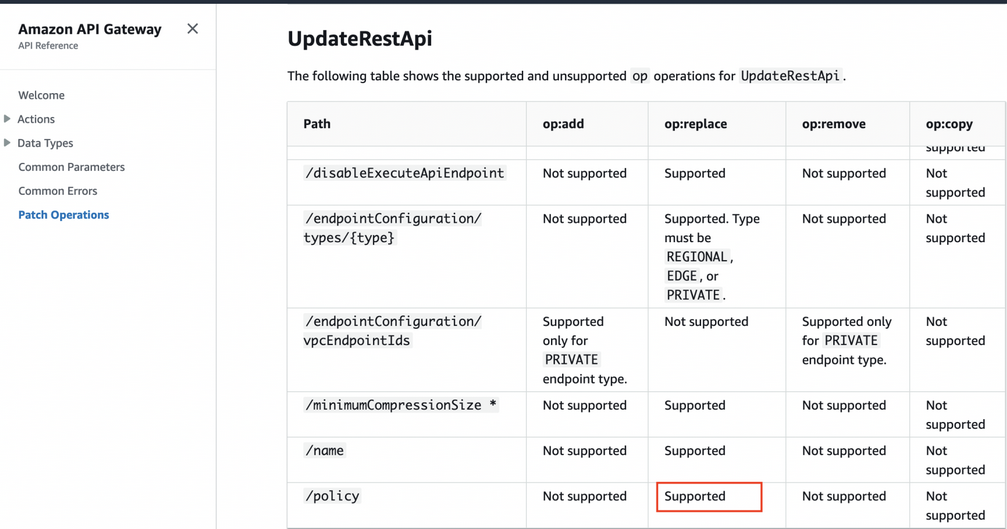 Amazon API Gateway
API Reference
Welcome
Actions
Data Types
Common Parameters
Common Errors
Patch Operations
UpdateRestApi
The following table shows the supported and unsupported op operations for UpdateRestApi.
Path op:add op:replace op:remove op:copy
supported
/disableExecuteApiEndpoint Not supported Supported Not supported Not
supported
/endpointConfiguration/ Not supported Supported. Type Not supported Not
types/{type} must be supported
REGIONAL,
EDGE, or
PRIVATE.
/endpointConfiguration/ Supported Not supported Supported only Not
vpcEndpointIds only for for PRIVATE supported
PRIVATE endpoint type.
endpoint type.
/minimumCompressionSize * Not supported Supported Not supported Not
supported
/name Not supported Supported Not supported Not
supported
/policy Not supported Supported Not supported Not
supported